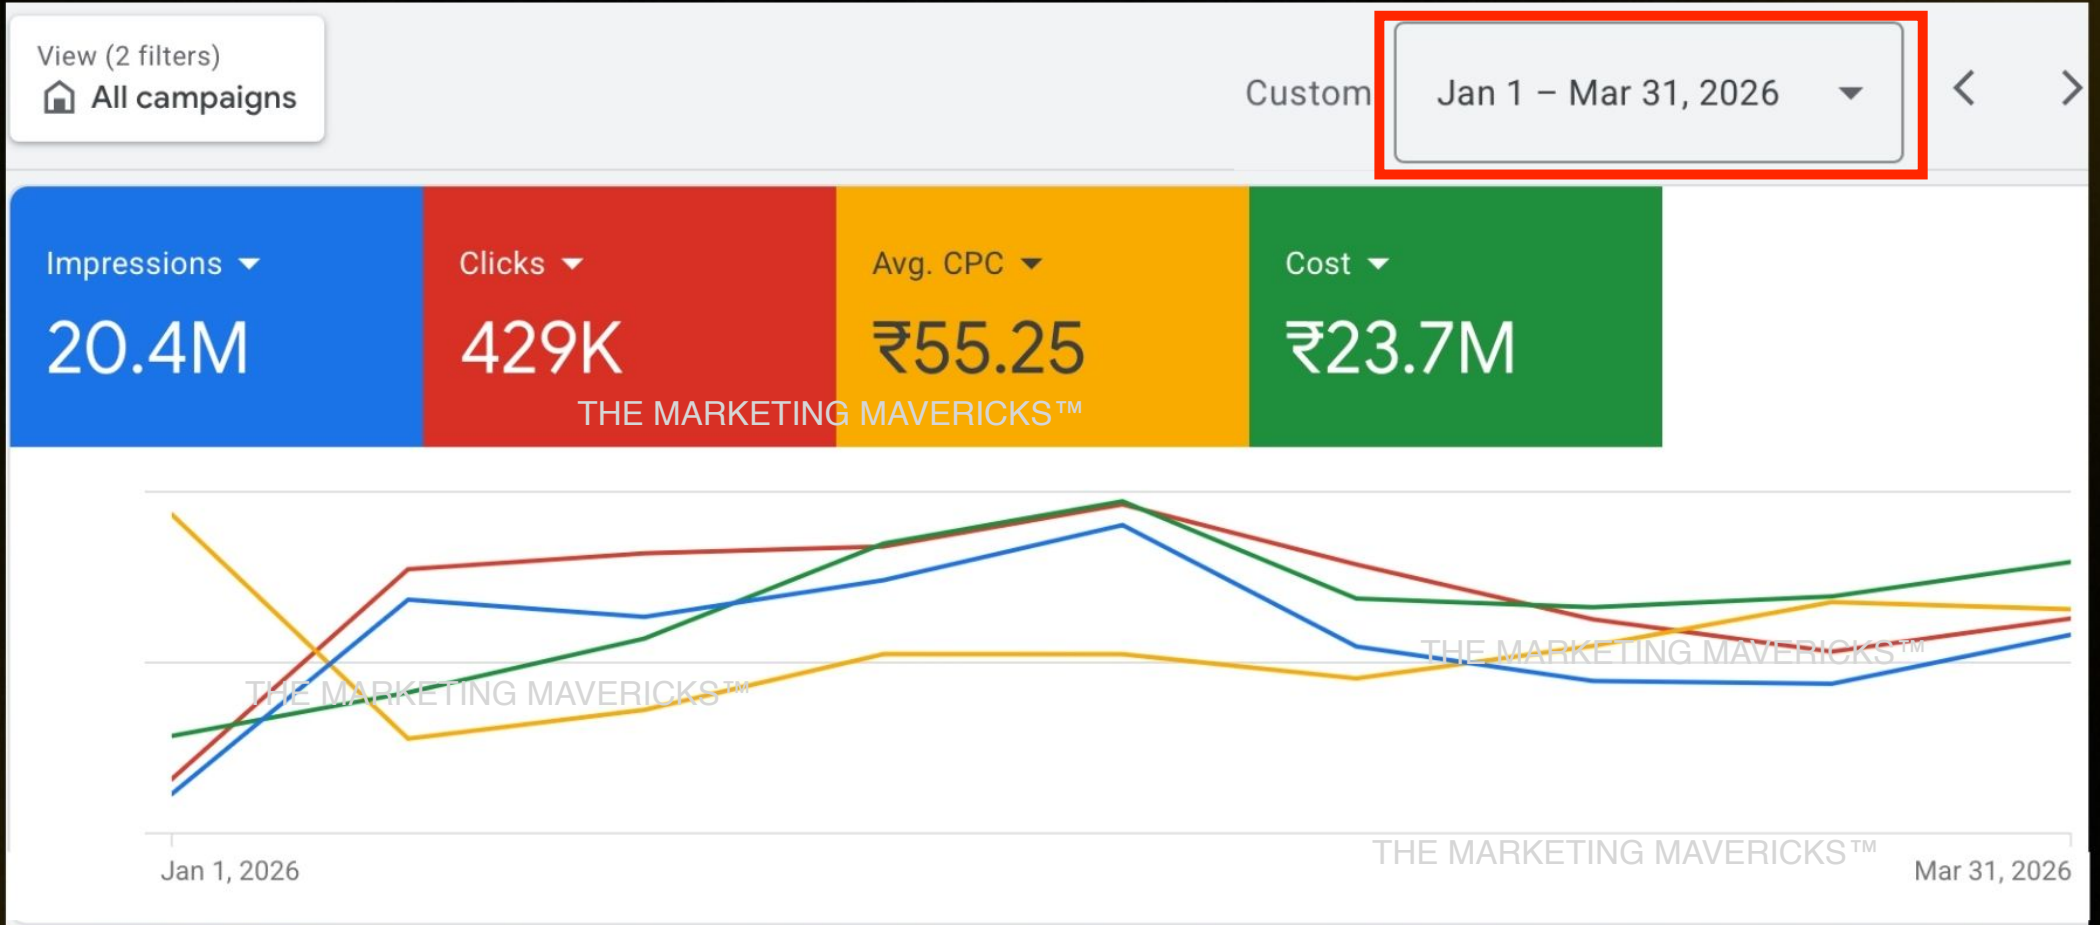 View (2 filters)
All campaigns
Custom
Jan 1 – Mar 31, 2026
Impressions
20.4M
Clicks
429K
Avg. CPC
₹55.25
Cost
₹23.7M
THE MARKETING MAVERICKS™
THE MARKETING MAVERICKS™
THE MARKETING MAVERICKS™
THE MARKETING MAVERICKS™
Jan 1, 2026
Mar 31, 2026